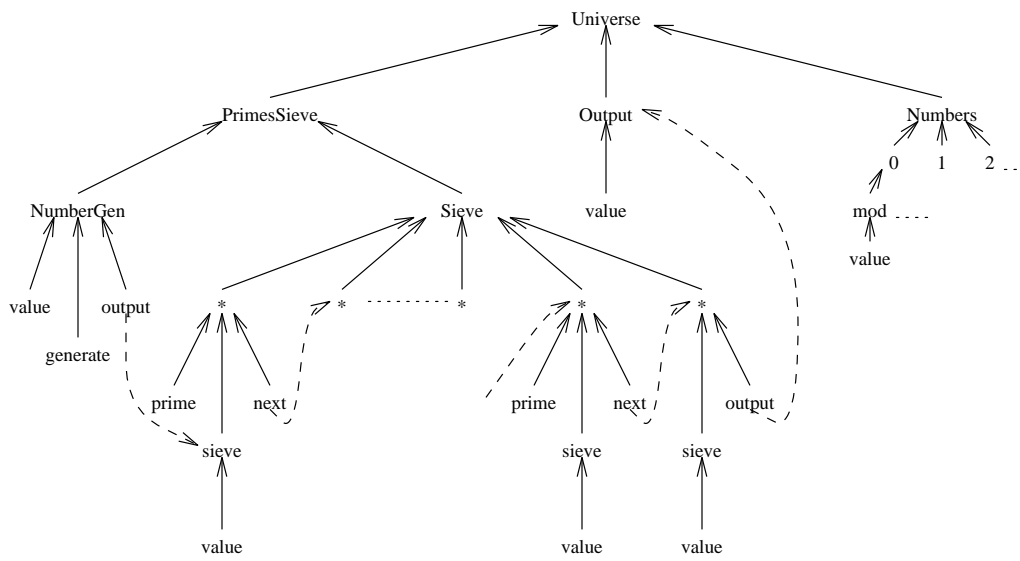 Universe
PrimesSieve Output Numbers
0 1 2 . . .
NumberGen Sieve value mod . . . .
value
value output * * . . . . . . . . . . . . . * * *
generate
prime next prime next output
sieve sieve sieve
value value value